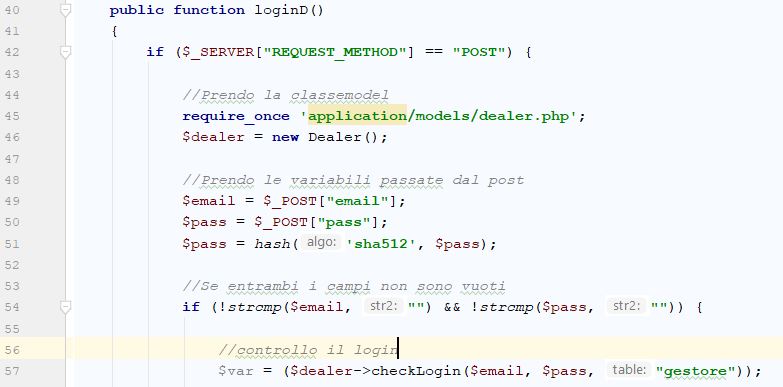 40 public function loginD()
41 {
42 if ($_SERVER["REQUEST_METHOD"] == "POST") {
43
44 //Prendo la classemodel
45 require_once 'application/models/dealer.php';
46 $dealer = new Dealer();
47
48 //Prendo le variabili passate dal post
49 $email = $_POST["email"];
50 $pass = $_POST["pass"];
51 $pass = hash( algo: 'sha512', $pass);
52
53 //Se entrambi i campi non sono vuoti
54 if (!strcmp($email, str2: "") && !strcmp($pass, str2: "")) {
55
56 //controllo il login
57 $var = ($dealer->checkLogin($email, $pass, table: "gestore"));